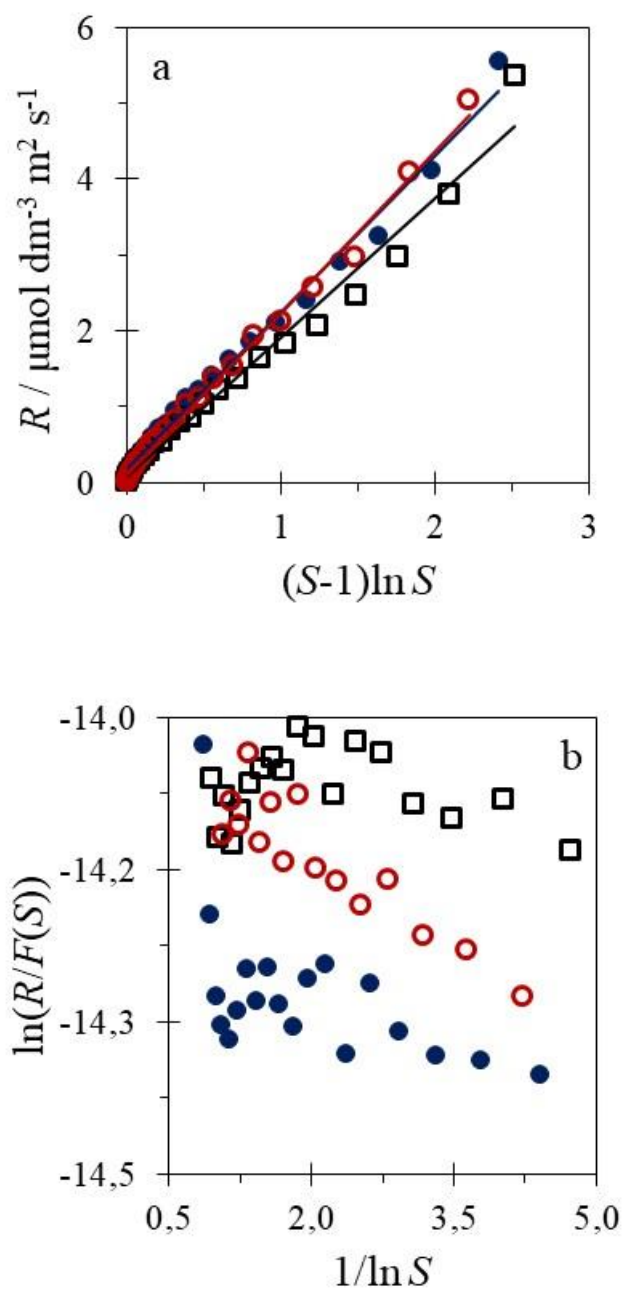 a
6
4
2
0
0
1
2
3
R / μmol dm⁻³ m² s⁻¹
(S-1)ln S
b
-14,0
-14,2
-14,3
-14,5
0,5
2,0
3,5
5,0
ln(R/F(S))
1/ln S